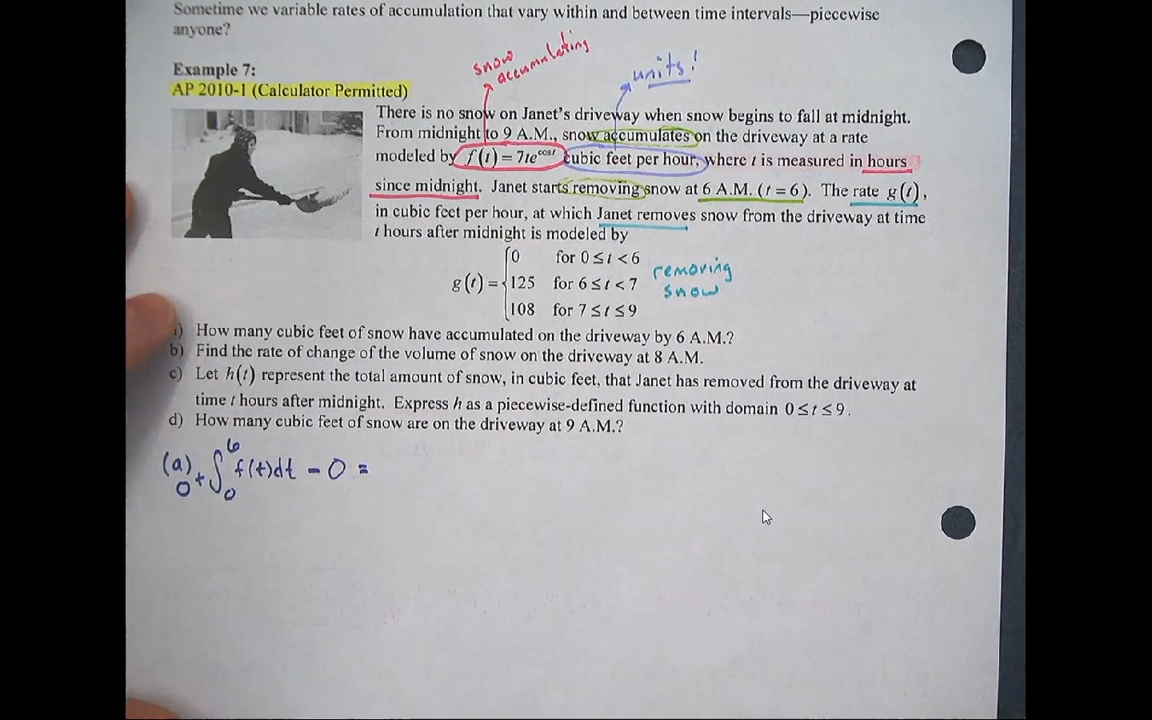 Sometime we variable rates of accumulation that vary within and between time intervals—piecewise
anyone?
Example 7:
snow
accumulating
units!
AP 2010-1 (Calculator Permitted)
There is no snow on Janet's driveway when snow begins to fall at midnight.
From midnight to 9 A.M., snow accumulates on the driveway at a rate
modeled by f(t) = 7te^{cos t} cubic feet per hour, where t is measured in hours
since midnight. Janet starts removing snow at 6 A.M. (t = 6). The rate g(t),
in cubic feet per hour, at which Janet removes snow from the driveway at time
t hours after midnight is modeled by
g(t) = { 0 for 0 ≤ t < 6
125 for 6 ≤ t < 7
108 for 7 ≤ t ≤ 9
removing
snow
a) How many cubic feet of snow have accumulated on the driveway by 6 A.M.?
b) Find the rate of change of the volume of snow on the driveway at 8 A.M.
c) Let h(t) represent the total amount of snow, in cubic feet, that Janet has removed from the driveway at
time t hours after midnight. Express h as a piecewise-defined function with domain 0 ≤ t ≤ 9.
d) How many cubic feet of snow are on the driveway at 9 A.M.?
(a) 0 + ∫_0^6 f(t)dt - 0 =